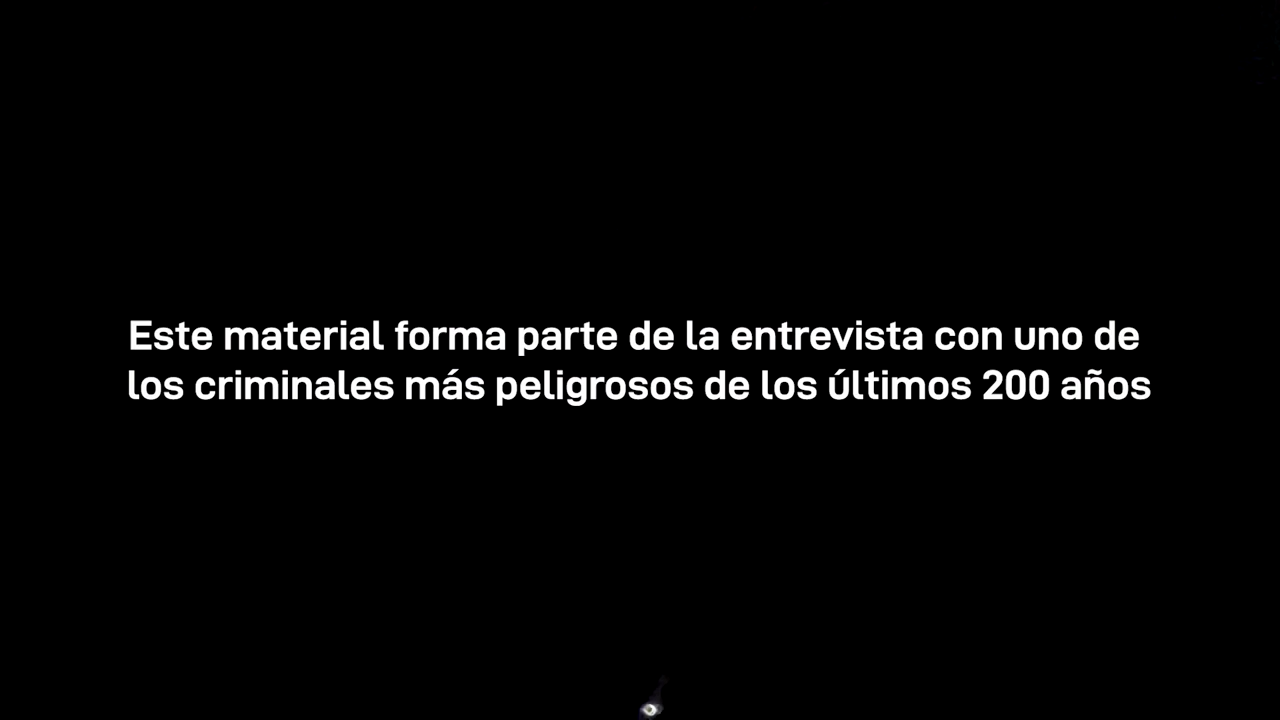 Este material forma parte de la entrevista con uno de
los criminales más peligrosos de los últimos 200 años